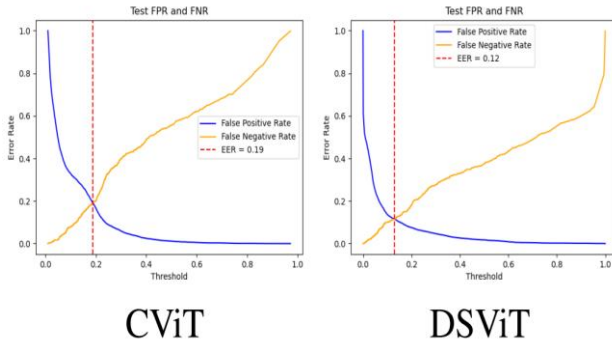 Test FPR and FNR
1.0
0.8
0.6
0.4
0.2
0.0
Error Rate
False Positive Rate
False Negative Rate
EER = 0.19
0.0 0.2 0.4 0.6 0.8 1.0
Threshold
CViT
Test FPR and FNR
1.0
0.8
0.6
0.4
0.2
0.0
Error Rate
False Positive Rate
False Negative Rate
EER = 0.12
0.0 0.2 0.4 0.6 0.8 1.0
Threshold
DSViT